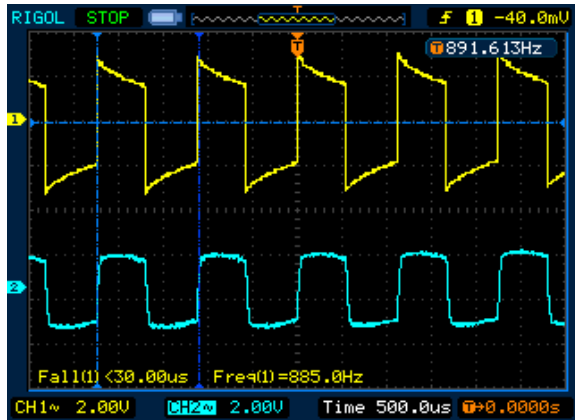 RIGOL STOP T f 1 -40.0mV
T 891.613Hz
1
2
Fall(1)<30.00us Freq(1)=885.0Hz
CH1~ 2.00V CH2~ 2.00V Time 500.0us T→0.0000s